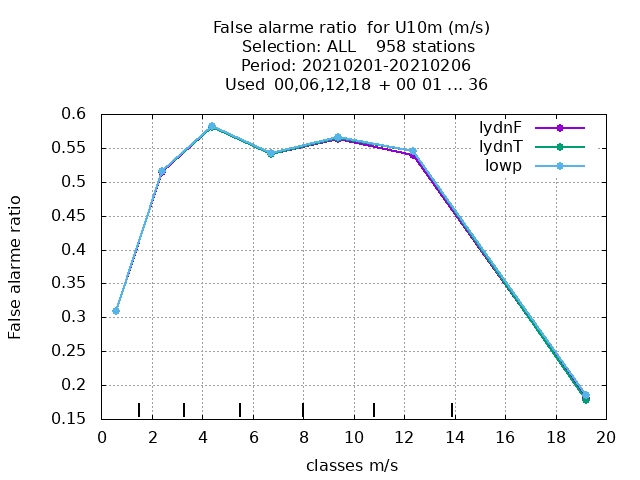 False alarme ratio for U10m (m/s)
Selection: ALL 958 stations
Period: 20210201-20210206
Used 00,06,12,18 + 00 01 ... 36
lydnF
lydnT
lowp
0.6
0.55
0.5
0.45
0.4
0.35
0.3
0.25
0.2
0.15
False alarme ratio
0 2 4 6 8 10 12 14 16 18 20
classes m/s